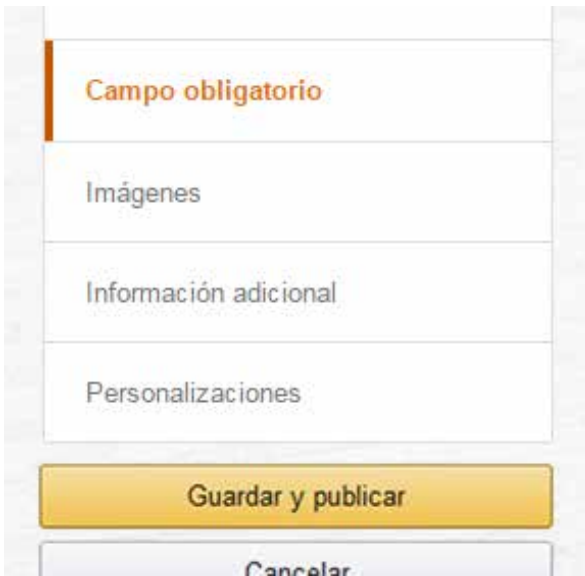 Campo obligatorio
Imágenes
Información adicional
Personalizaciones
Guardar y publicar
Cancelar